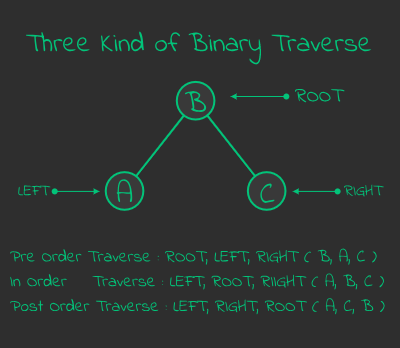 Three Kind of Binary Traverse
B
ROOT
LEFT
A
C
RIGHT
Pre order Traverse : ROOT, LEFT, RIGHT ( B, A, C )
In order Traverse : LEFT, ROOT, RIIGHT ( A, B, C )
Post order Traverse : LEFT, RIGHT, ROOT ( A, C, B )